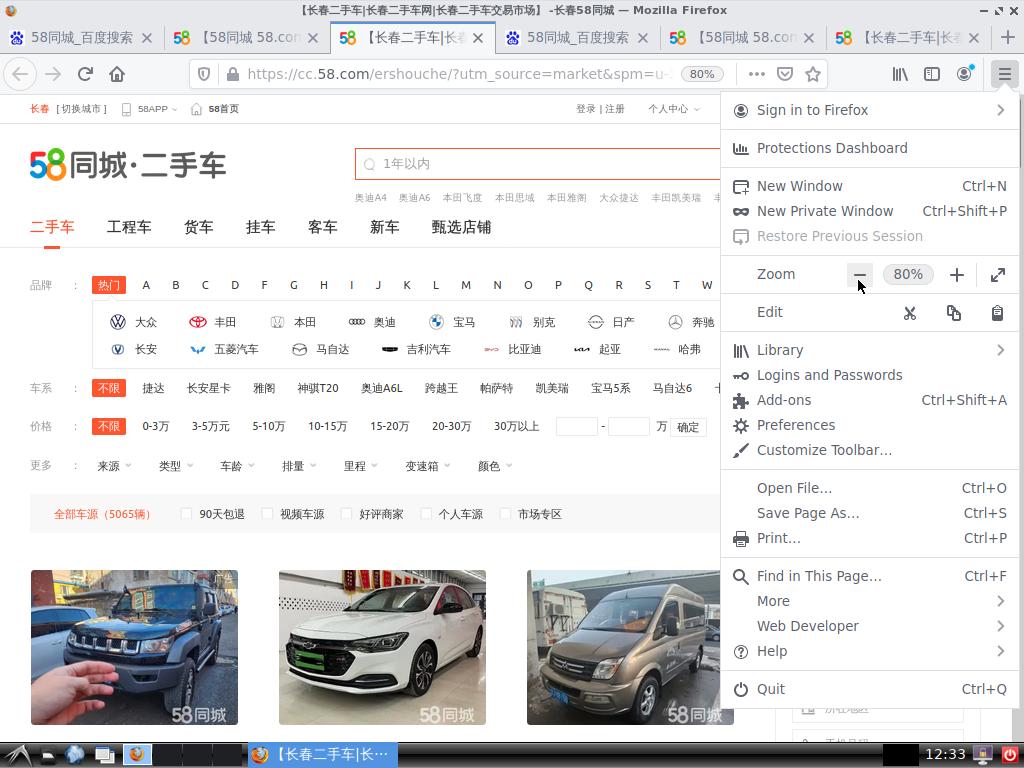 【长春二手车|长春二手车网|长春二手车交易市场】 -长春58同城 — Mozilla Firefox
58同城_百度搜索
【58同城 58.con
【长春二手车|长春
58同城_百度搜索
【58同城 58.con
【长春二手车|长春
https://cc.58.com/ershouche/?utm_source=market&spm=u-
80%
长春
[ 切换城市 ]
58APP
58首页
登录 | 注册
个人中心
58同城·二手车
1年以内
奥迪A4 奥迪A6 本田飞度 本田思域 本田雅阁 大众捷达 丰田凯美瑞
二手车 工程车 货车 挂车 客车 新车 甄选店铺
品牌 : 热门 A B C D F G H I J K L M N O P Q R S T W
大众 丰田 本田 奥迪 宝马 别克 日产 奔驰
长安 五菱汽车 马自达 吉利汽车 比亚迪 起亚 哈弗
车系 : 不限 捷达 长安星卡 雅阁 神骐T20 奥迪A6L 跨越王 帕萨特 凯美瑞 宝马5系 马自达6
价格 : 不限 0-3万 3-5万元 5-10万 10-15万 15-20万 20-30万 30万以上 - 万 确定
更多 : 来源 类型 车龄 排量 里程 变速箱 颜色
全部车源（5065辆） 90天包退 视频车源 好评商家 个人车源 市场专区
广告
58同城
58同城
58同城
Sign in to Firefox
Protections Dashboard
New Window Ctrl+N
New Private Window Ctrl+Shift+P
Restore Previous Session
Zoom 80%
Edit
Library
Logins and Passwords
Add-ons Ctrl+Shift+A
Preferences
Customize Toolbar…
Open File… Ctrl+O
Save Page As… Ctrl+S
Print… Ctrl+P
Find in This Page… Ctrl+F
More
Web Developer
Help
Quit Ctrl+Q
【长春二手车|长…
12:33